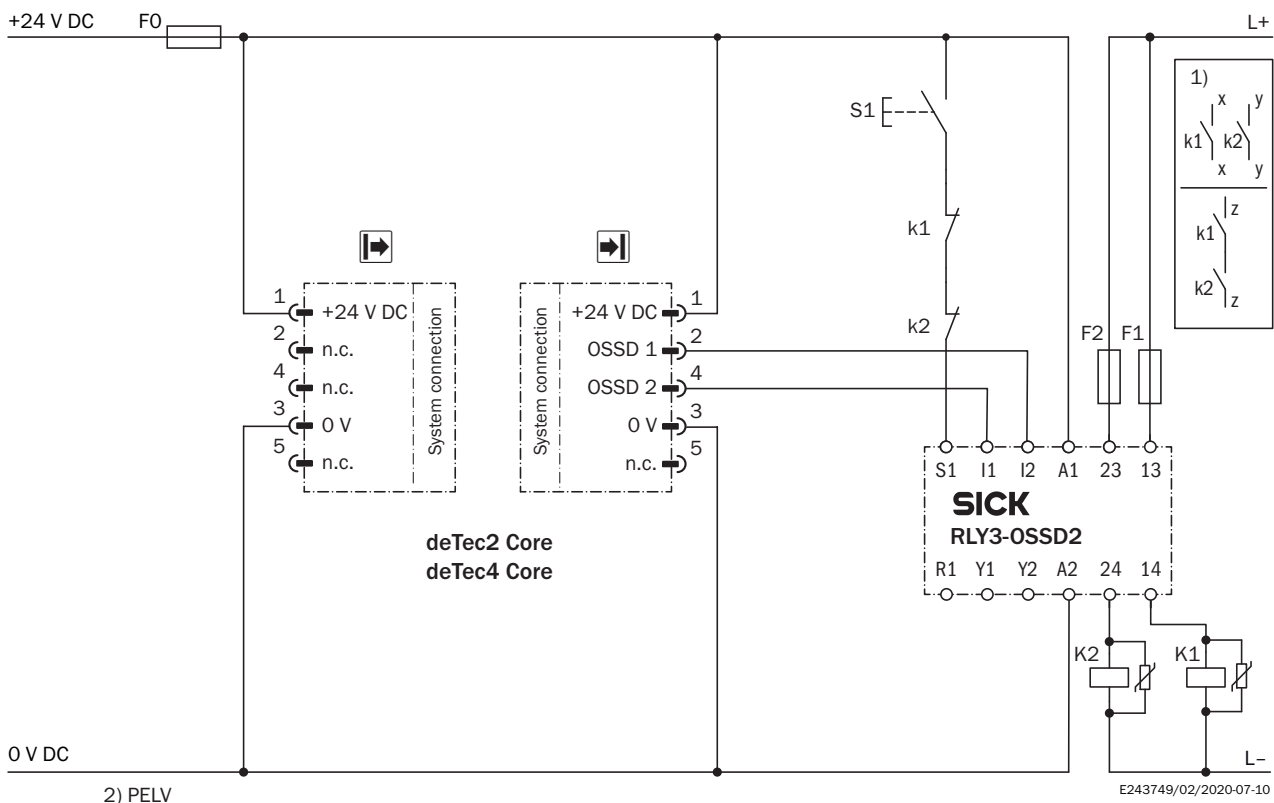 +24 V DC
F0
L+
1)
x
y
k1
k2
x
y
z
k1
k2
z
S1
k1
k2
F2
F1
1
+24 V DC
2
n.c.
4
n.c.
3
0 V
5
n.c.
System connection
System connection
+24 V DC
1
OSSD 1
2
OSSD 2
4
0 V
3
n.c.
5
deTec2 Core
deTec4 Core
S1
I1
I2
A1
23
13
SICK
RLY3-OSSD2
R1
Y1
Y2
A2
24
14
K2
K1
0 V DC
L–
2) PELV
E243749/02/2020-07-10